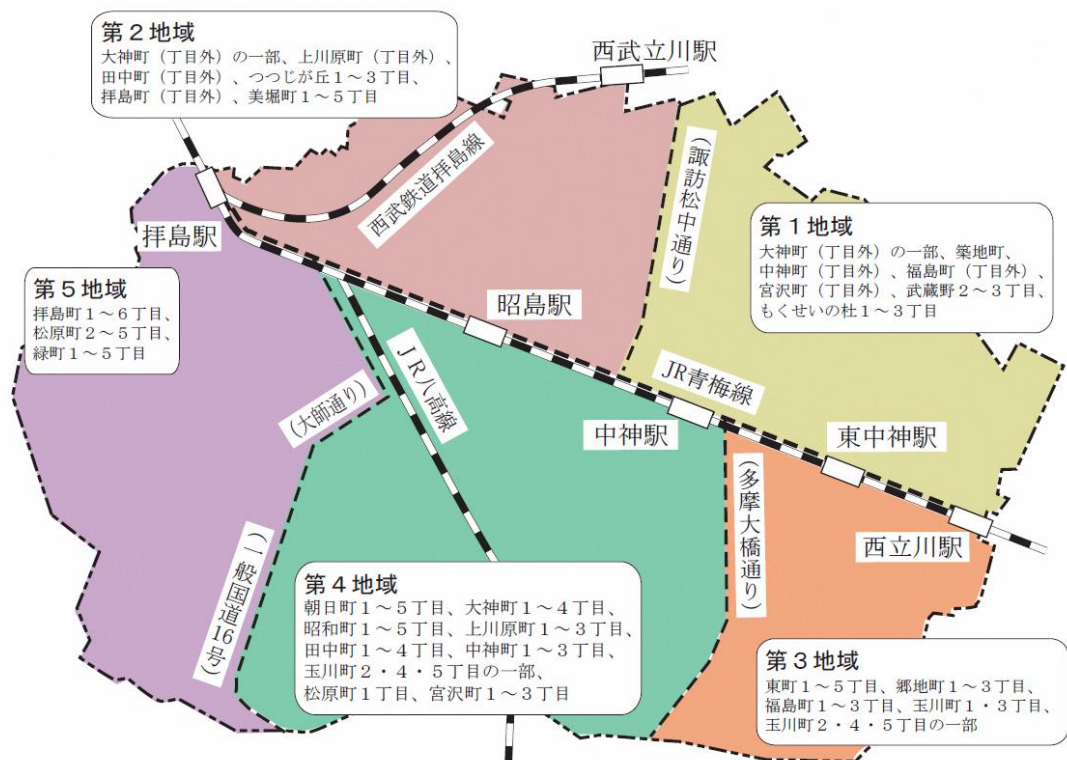 第２地域
大神町（丁目外）の一部、上川原町（丁目外）、
田中町（丁目外）、つつじが丘１～３丁目、
拝島町（丁目外）、美堀町１～５丁目
西武立川駅
西武鉄道拝島線
（諏訪松中通り）
拝島駅
第１地域
大神町（丁目外）の一部、築地町、
中神町（丁目外）、福島町（丁目外）、
宮沢町（丁目外）、武蔵野２～３丁目、
もくせいの杜１～３丁目
第５地域
拝島町１～６丁目、
松原町２～５丁目、
緑町１～５丁目
昭島駅
ＪＲ八高線
JR青梅線
（大師通り）
中神駅
東中神駅
（多摩大橋通り）
西立川駅
（一般国道16号）
第４地域
朝日町１～５丁目、大神町１～４丁目、
昭和町１～５丁目、上川原町１～３丁目、
田中町１～４丁目、中神町１～３丁目、
玉川町２・４・５丁目の一部、
松原町１丁目、宮沢町１～３丁目
第３地域
東町１～５丁目、郷地町１～３丁目、
福島町１～３丁目、玉川町１・３丁目、
玉川町２・４・５丁目の一部